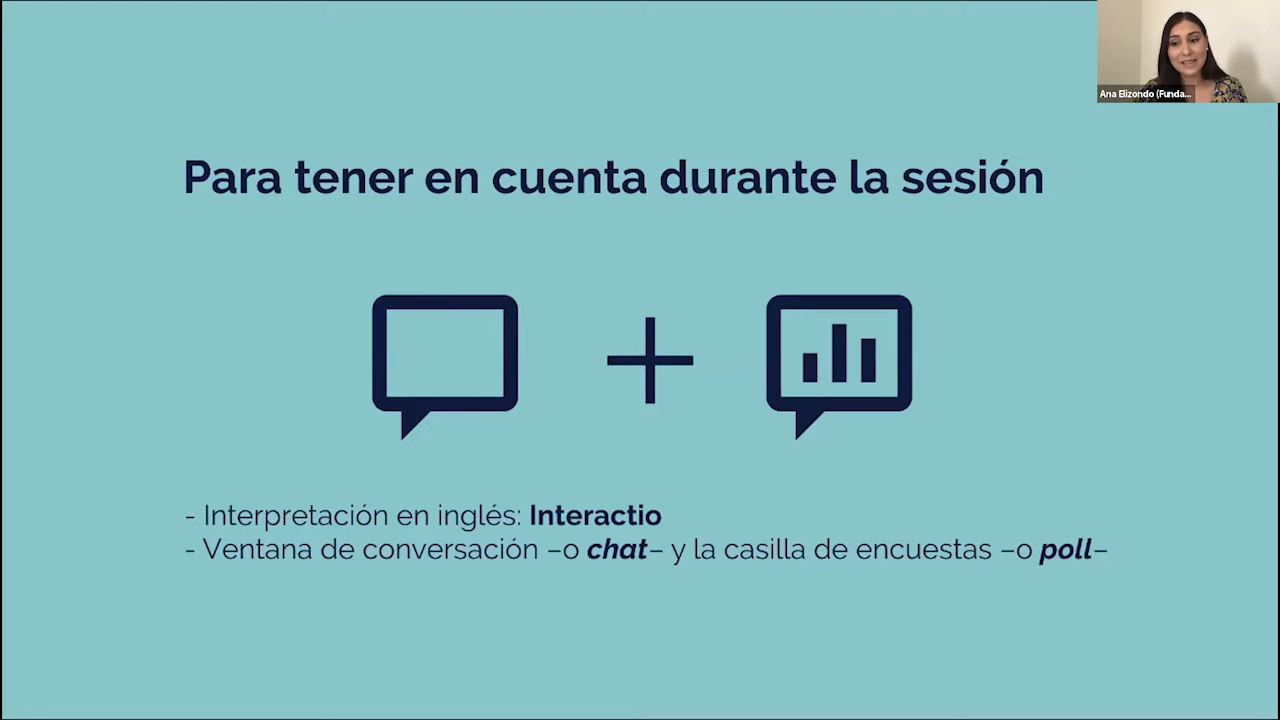 Ana Elizondo (Funda...
Para tener en cuenta durante la sesión
- Interpretación en inglés: Interactio
- Ventana de conversación –o chat– y la casilla de encuestas –o poll–